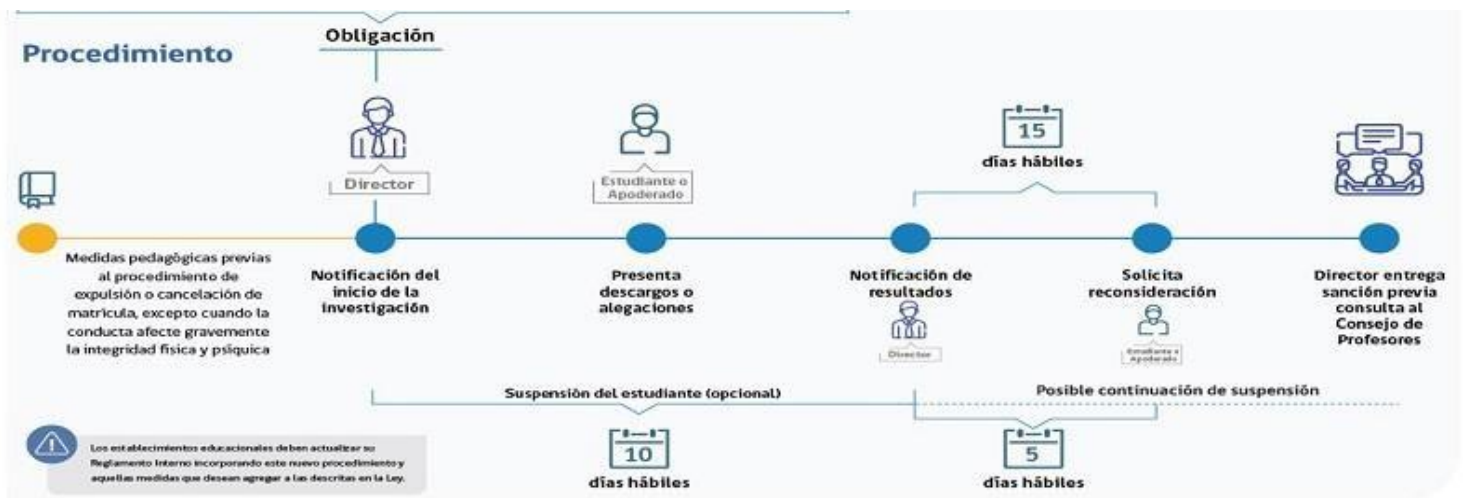 Procedimiento
Obligación
Director
Estudiante o
Apoderado
15
días hábiles
Medidas pedagógicas previas
al procedimiento de
expulsión o cancelación de
matrícula, excepto cuando la
conducta afecte gravemente
la integridad física y psíquica
Notificación del
inicio de la
investigación
Presenta
descargos o
alegaciones
Notificación de
resultados
Director
Solicita
reconsideración
Estudiante o
Apoderado
Director entrega
sanción previa
consulta al
Consejo de
Profesores
Suspensión del estudiante (opcional)
Posible continuación de suspensión
10
días hábiles
5
días hábiles
Los establecimientos educacionales deben actualizar su
Reglamento Interno incorporando este nuevo procedimiento y
aquellas medidas que desean agregar a las descritas en la Ley.